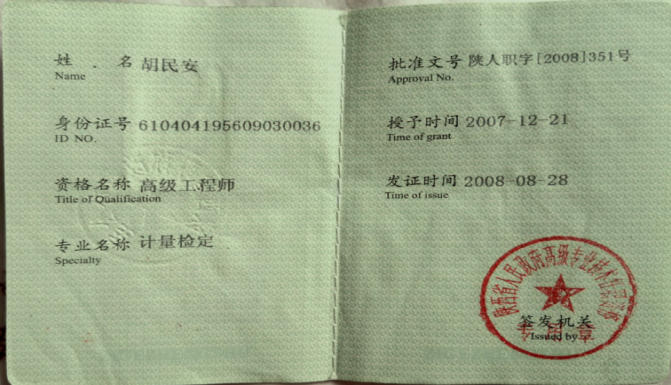 姓 名 胡民安
Name
身份证号 610404195609030036
ID NO.
资格名称 高级工程师
Title of Qualification
专业名称 计量检定
Specialty
批准文号 陕人职字[2008]351号
Approval No.
授予时间 2007-12-21
Time of grant
发证时间 2008-08-28
Time of issue
陕西省人民政府高级专业技术
签发机关
Issued by
专用章